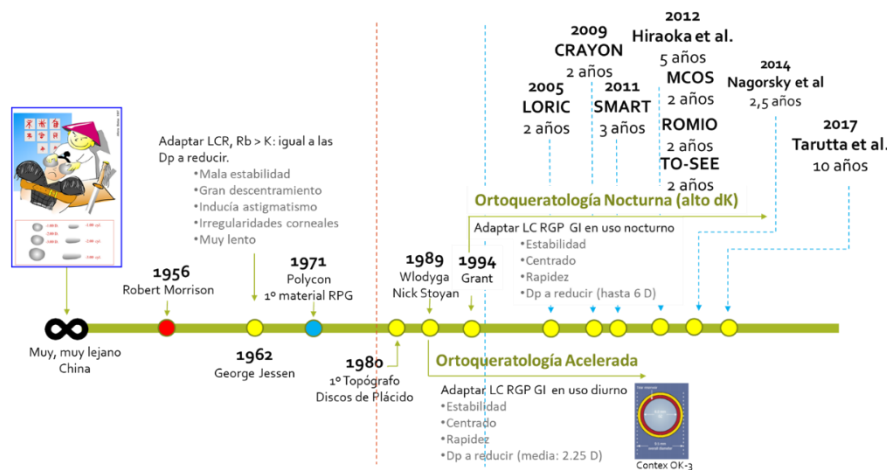 2005
LORIC
2 años
2009
CRAYON
2 años
2011
SMART
3 años
2012
Hiraoka et al.
5 años
MCOS
2 años
ROMIO
2 años
TO-SEE
2 años
2014
Nagorsky et al
2,5 años
2017
Tarutta et al.
10 años
Adaptar LCR, Rb > K: igual a las
Dp a reducir.
•Mala estabilidad
•Gran descentramiento
•Inducía astigmatismo
•Irregularidades corneales
•Muy lento
Ortoqueratología Nocturna (alto dK)
Adaptar LC RGP GI en uso nocturno
•Estabilidad
•Centrado
•Rapidez
•Dp a reducir (hasta 6 D)
1956
Robert Morrison
1971
Polycon
1º material RPG
1989
Wlodyga
Nick Stoyan
1994
Grant
Muy, muy lejano
China
1962
George Jessen
1980
1º Topógrafo
Discos de Plácido
Ortoqueratología Acelerada
Adaptar LC RGP GI en uso diurno
•Estabilidad
•Centrado
•Rapidez
•Dp a reducir (media: 2.25 D)
Contex OK-3